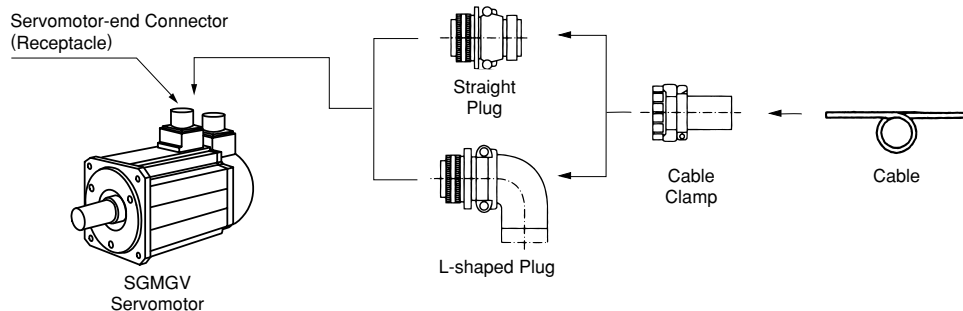 Servomotor-end Connector
(Receptacle)
Straight
Plug
Cable
Clamp
Cable
L-shaped Plug
SGMGV
Servomotor